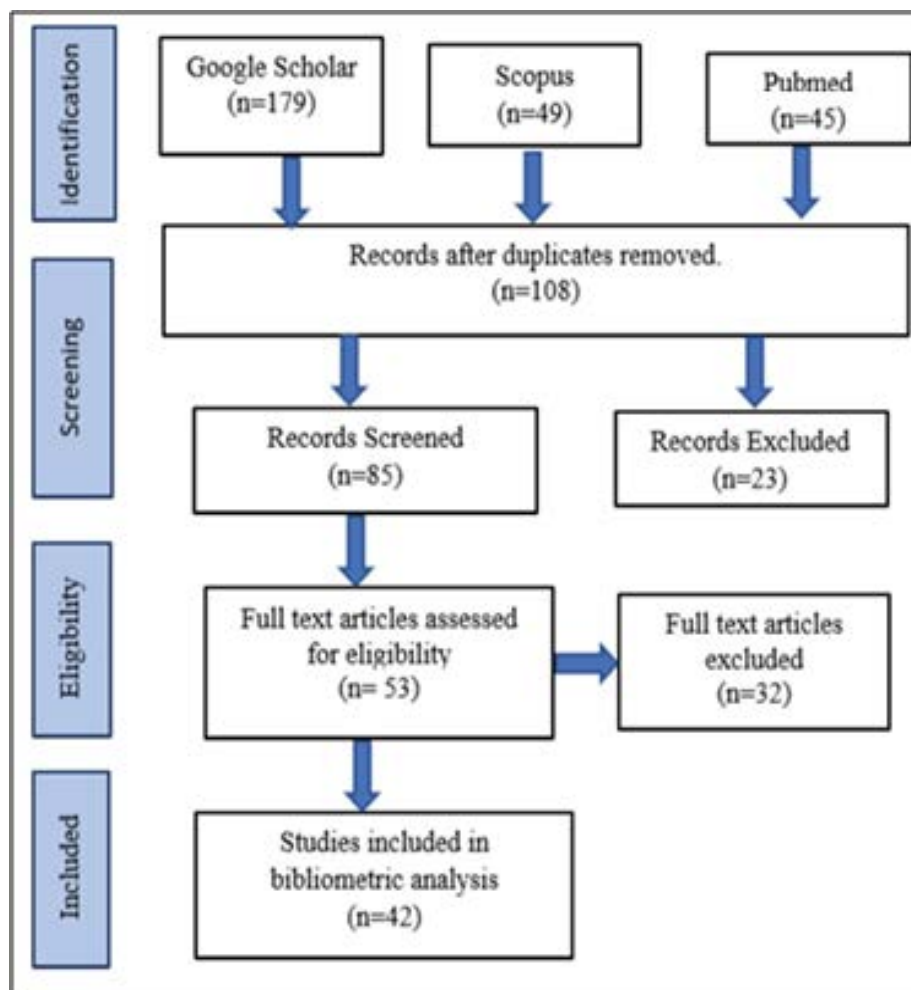 Identification
Google Scholar
(n=179)
Scopus
(n=49)
Pubmed
(n=45)
Records after duplicates removed.
(n=108)
Screening
Records Screened
(n=85)
Records Excluded
(n=23)
Eligibility
Full text articles assessed
for eligibility
(n= 53)
Full text articles
excluded
(n=32)
Included
Studies included in
bibliometric analysis
(n=42)